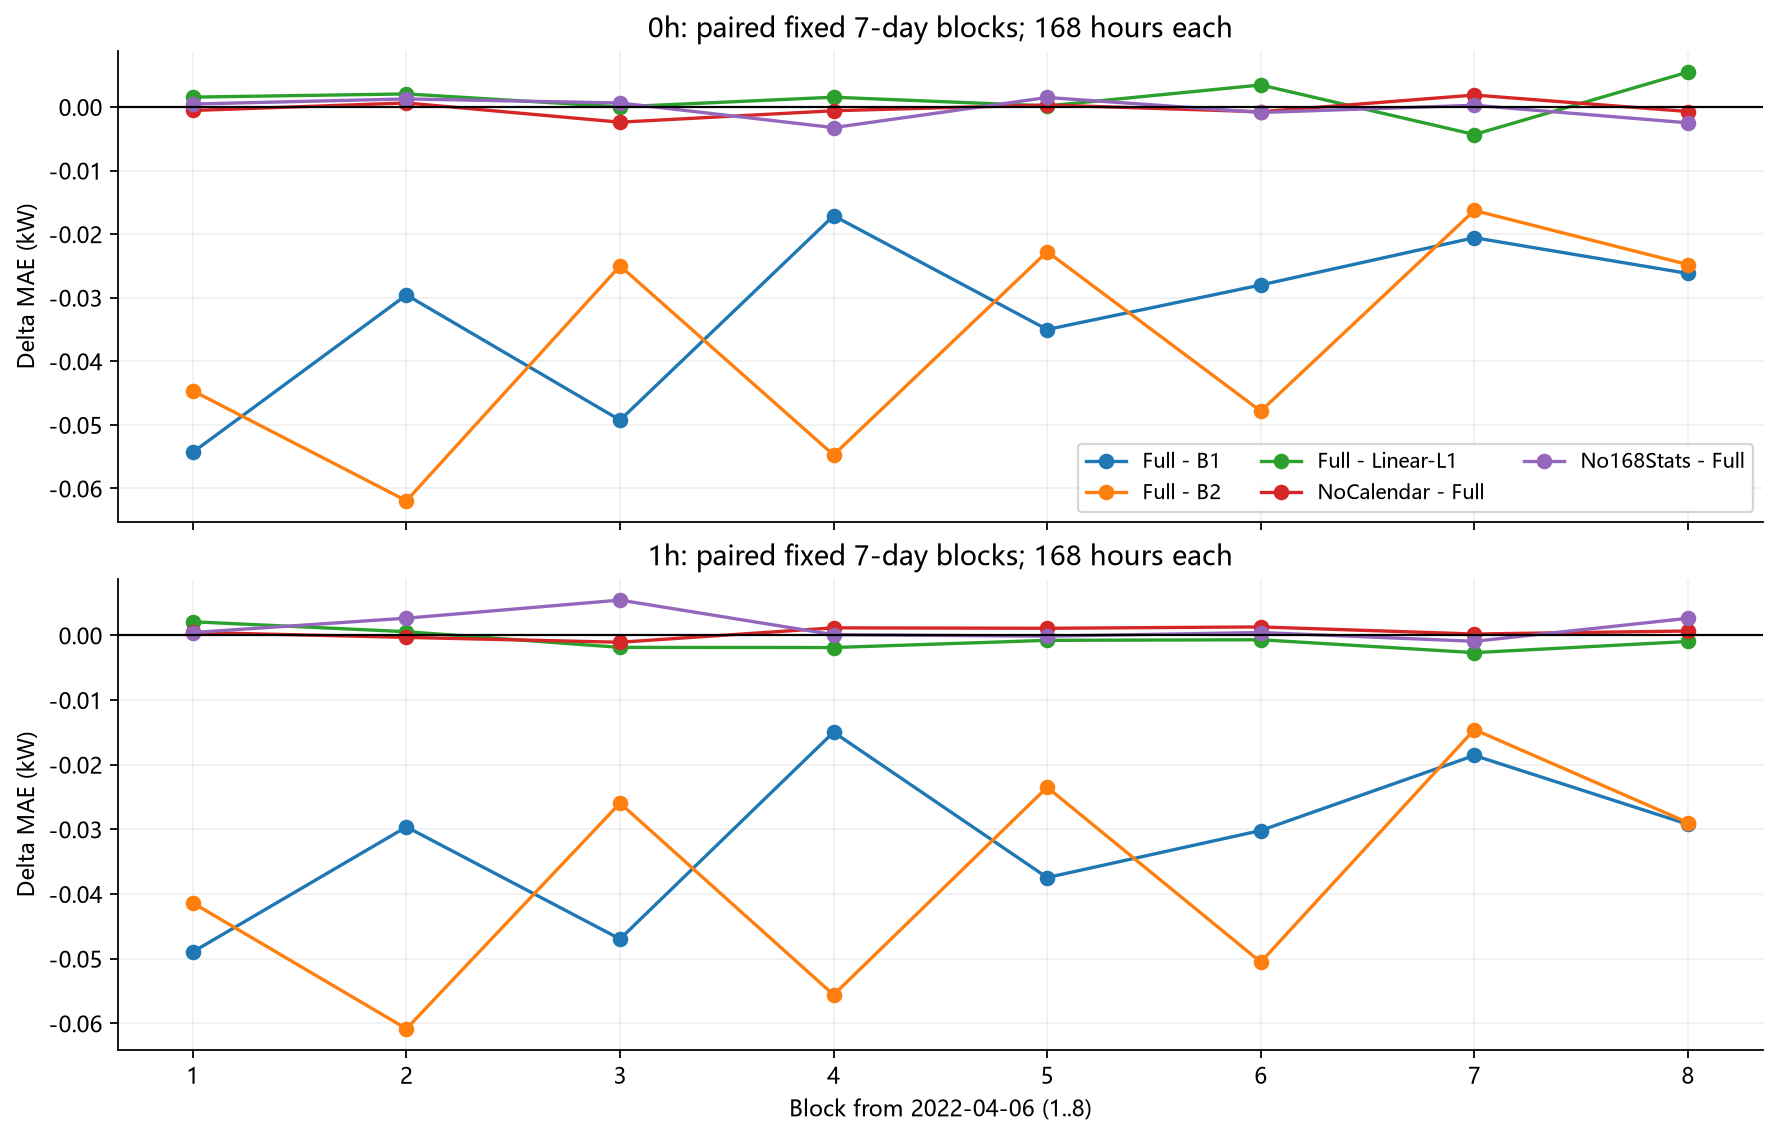 0h: paired fixed 7-day blocks; 168 hours each
Delta MAE (kW)
0.00
-0.01
-0.02
-0.03
-0.04
-0.05
-0.06
Full - B1
Full - B2
Full - Linear-L1
NoCalendar - Full
No168Stats - Full
1h: paired fixed 7-day blocks; 168 hours each
Delta MAE (kW)
0.00
-0.01
-0.02
-0.03
-0.04
-0.05
-0.06
1 2 3 4 5 6 7 8
Block from 2022-04-06 (1..8)